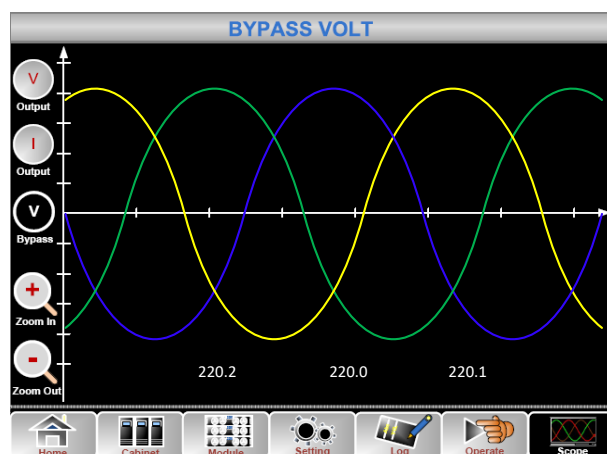 BYPASS VOLT
V
Output
I
Output
V
Bypass
+
Zoom In
-
Zoom Out
220.2 220.0 220.1
Home Cabinet Module Setting Log Operate Scope